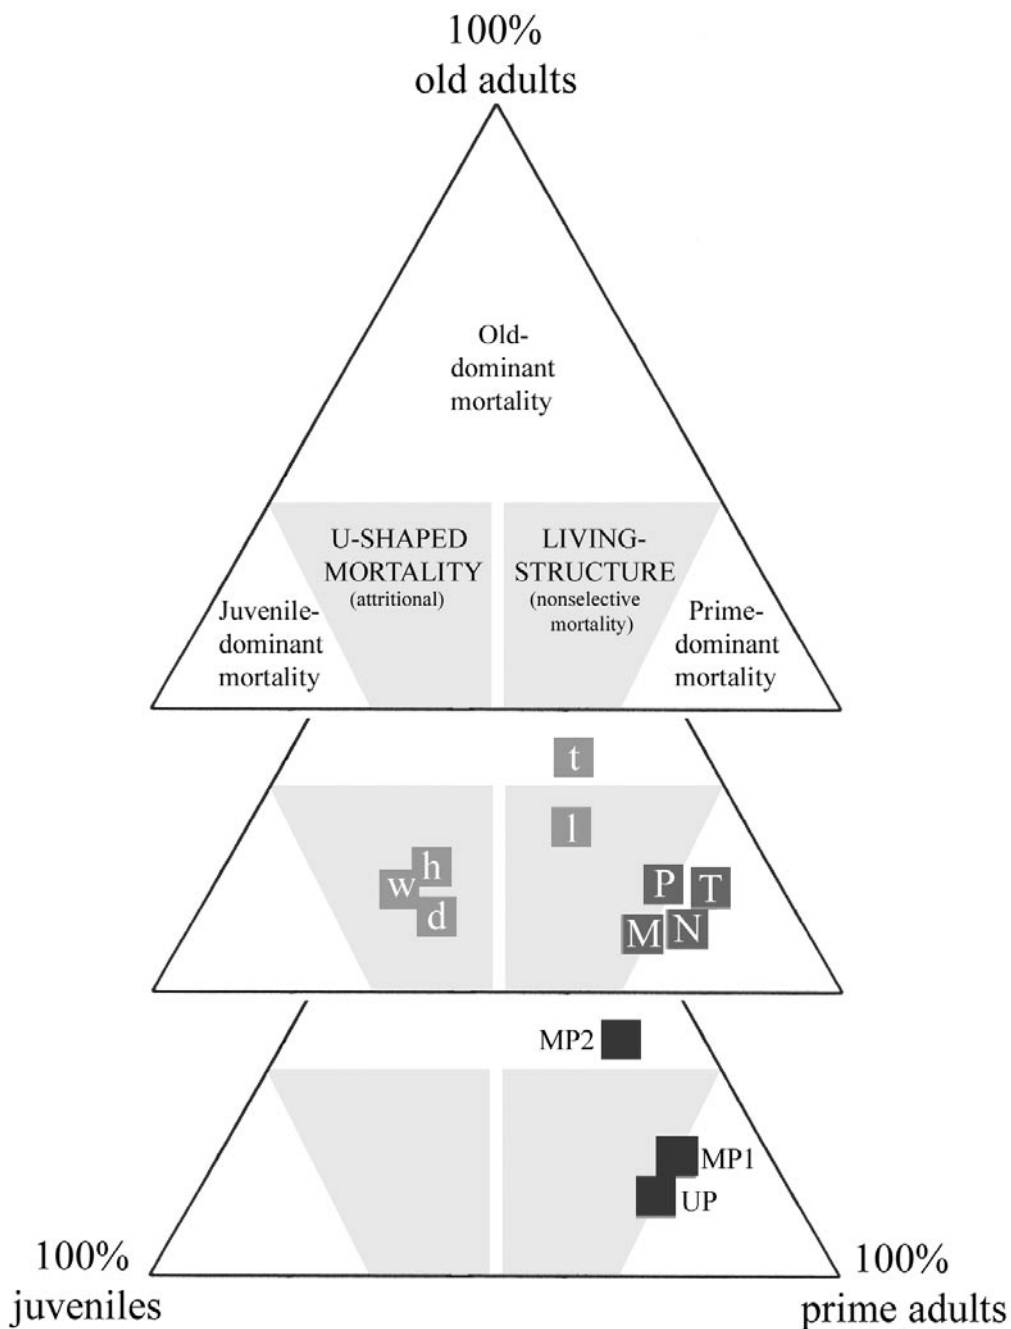 100%
old adults
Old-
dominant
mortality
U-SHAPED
MORTALITY
(attritional)
LIVING-
STRUCTURE
(nonselective
mortality)
Juvenile-
dominant
mortality
Prime-
dominant
mortality
t
l
h
w
d
P
T
M
N
MP2
MP1
UP
100%
juveniles
100%
prime adults